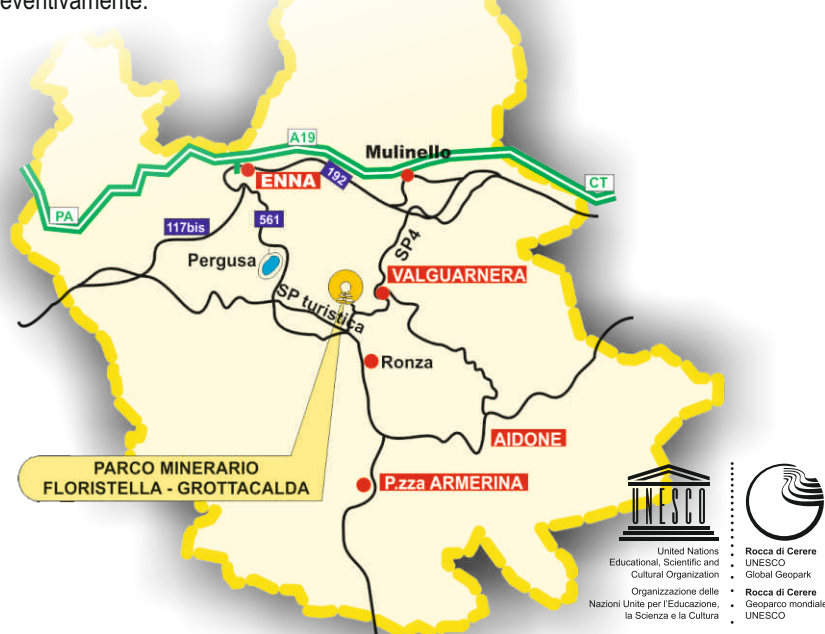 eventivamente.
A19
Mulinello
ENNA
192
CT
PA
117bis
561
SP4
Pergusa
VALGUARNERA
SP turistica
Ronza
AIDONE
PARCO MINERARIO
FLORISTELLA - GROTTACALDA
P.zza ARMERINA
UNESCO
United Nations
Educational, Scientific and
Cultural Organization
Organizzazione delle
Nazioni Unite per l'Educazione,
la Scienza e la Cultura
Rocca di Cerere
UNESCO
Global Geopark
Rocca di Cerere
Geoparco mondiale
UNESCO